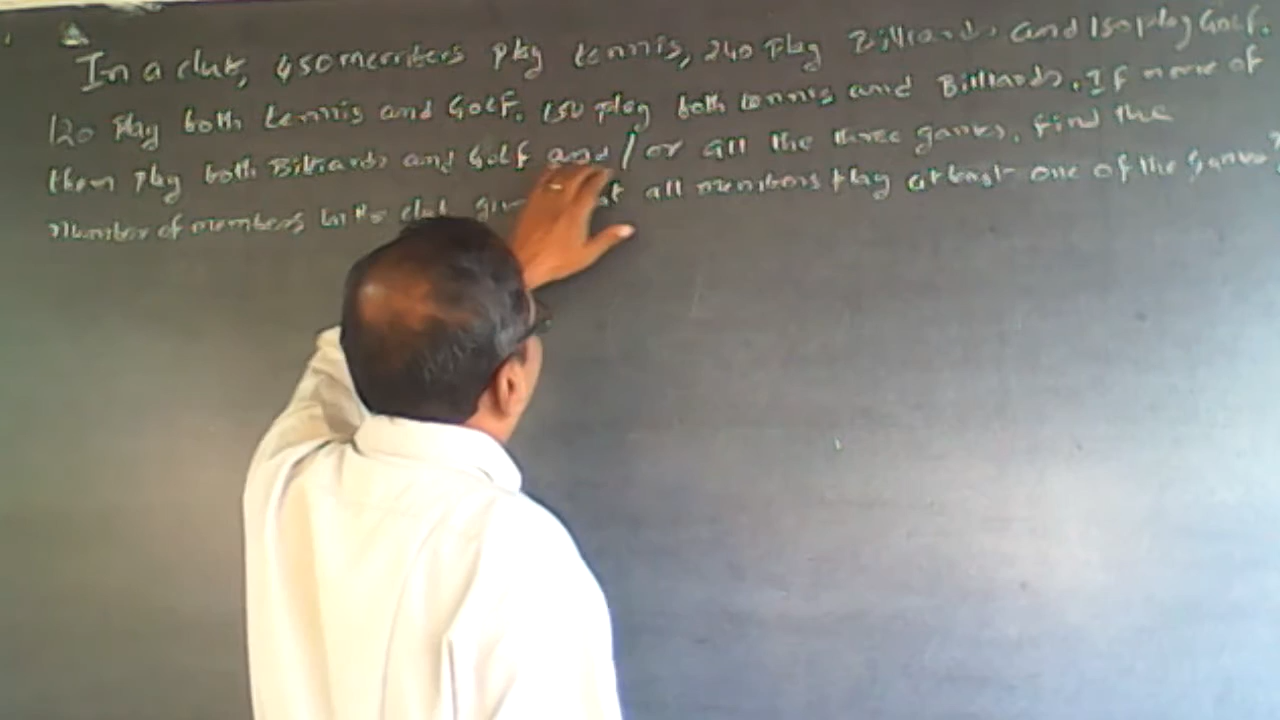 In a club, 450 members play tennis, 240 play Billiards and 150 play Golf.
120 play both tennis and Golf. 150 play both tennis and Billiards. If none of
them play both Billiards and Golf and/or all the three games, find the
Number of members in the club all members play at least one of the games?